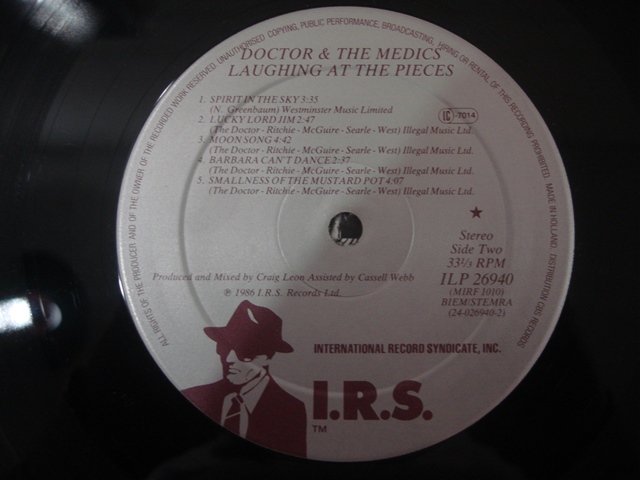 ALL RIGHTS OF THE PRODUCER AND OF THE OWNER OF THE RECORDED WORK RESERVED. UNAUTHORISED COPYING, PUBLIC PERFORMANCE, BROADCASTING, HIRING OR RENTAL OF THIS RECORDING PROHIBITED. MADE IN HOLLAND. DISTRIBUTION CBS RECORDS
DOCTOR & THE MEDICS
LAUGHING AT THE PIECES
1. SPIRIT IN THE SKY 3:35
(N. Greenbaum) Westminster Music Limited
2. LUCKY LORD JIM 2:47
(The Doctor - Ritchie - McGuire - Searle - West) Illegal Music Ltd.
3. MOON SONG 4:42
(The Doctor - Ritchie - McGuire - Searle - West) Illegal Music Ltd.
4. BARBARA CAN'T DANCE 2:37
(The Doctor - Ritchie - McGuire - Searle - West) Illegal Music Ltd.
5. SMALLNESS OF THE MUSTARD POT 4:07
(The Doctor - Ritchie - McGuire - Searle - West) Illegal Music Ltd.
LC 7014
Stereo
Side Two
33⅓ RPM
ILP 26940
(MIRF 1010)
BIEM/STEMRA
(24-026940-2)
Produced and Mixed by Craig Leon Assisted by Cassell Webb
℗ 1986 I.R.S. Records Ltd.
INTERNATIONAL RECORD SYNDICATE, INC.
I.R.S.
TM